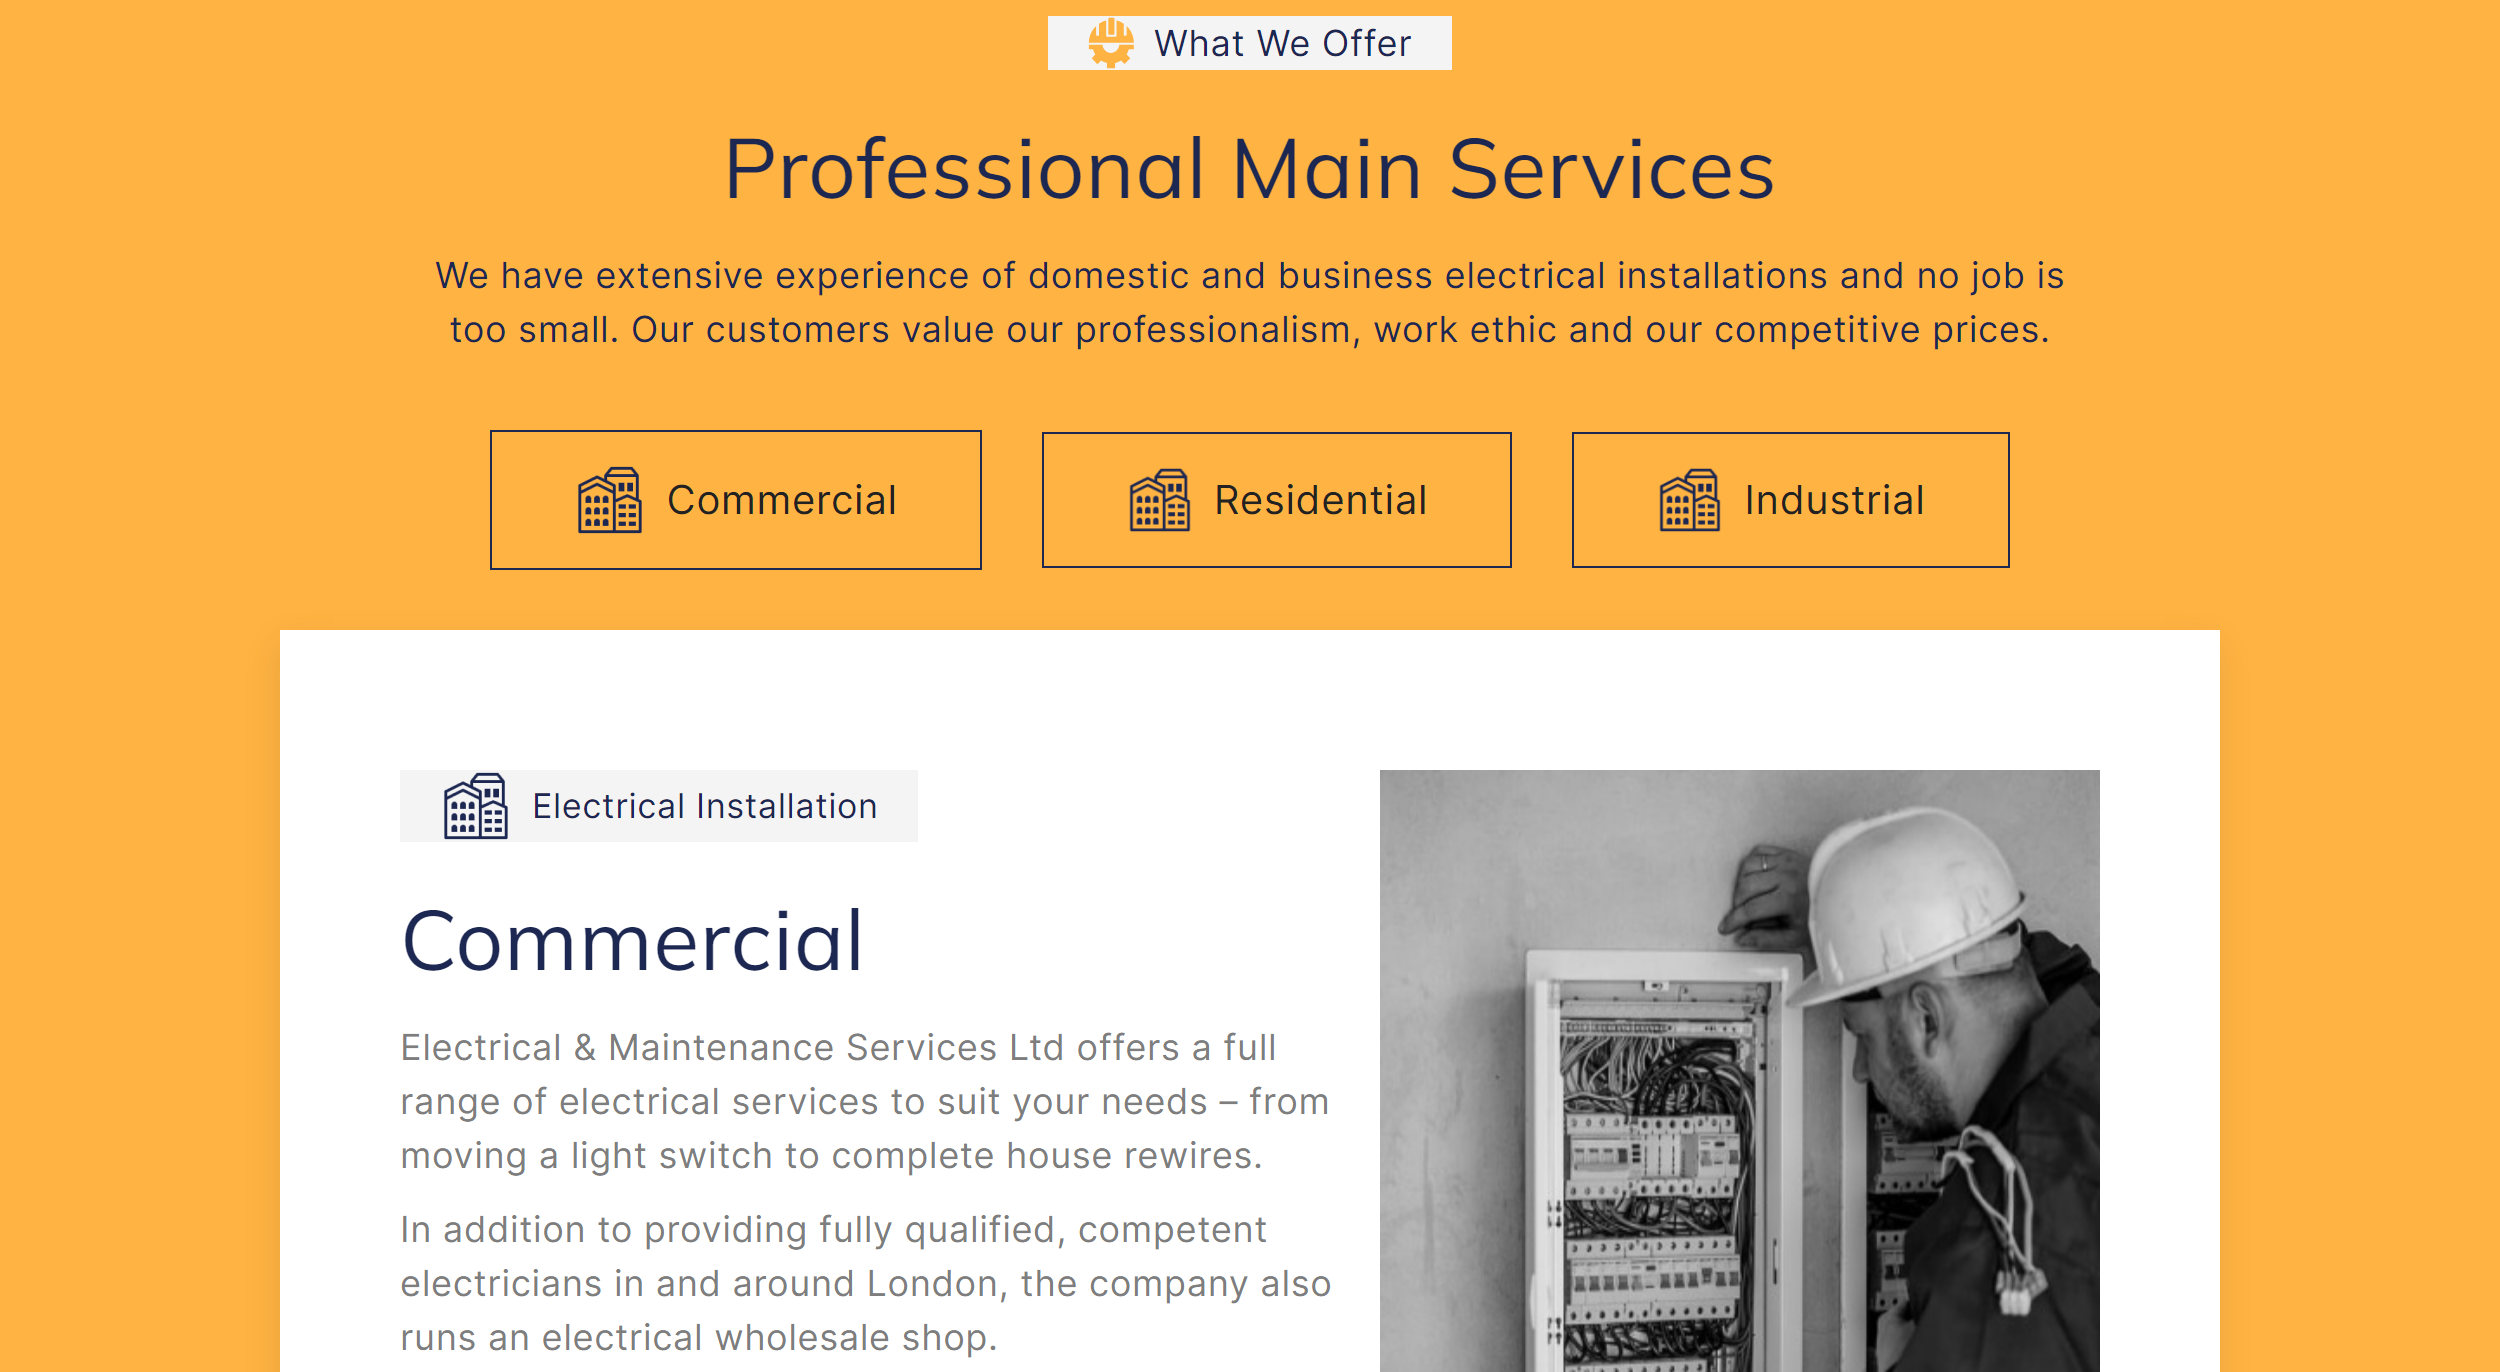 What We Offer
Professional Main Services
We have extensive experience of domestic and business electrical installations and no job is
too small. Our customers value our professionalism, work ethic and our competitive prices.
Commercial
Residential
Industrial
Electrical Installation
Commercial
Electrical & Maintenance Services Ltd offers a full
range of electrical services to suit your needs – from
moving a light switch to complete house rewires.
In addition to providing fully qualified, competent
electricians in and around London, the company also
runs an electrical wholesale shop.